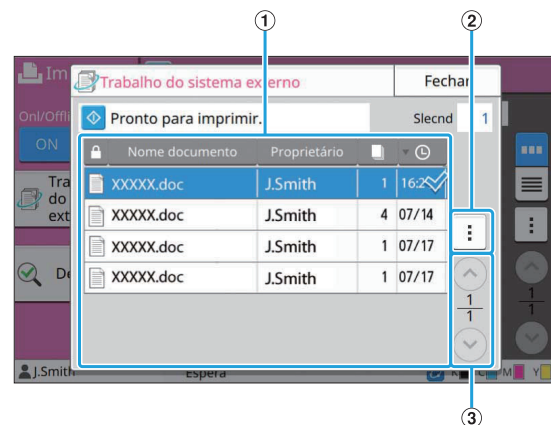 ① ②
Im
Trabalho do sistema externo Fechar
Onl/Offli
Pronto para imprimir. Slecnd 1
ON
Nome documento Proprietário
XXXXX.doc J.Smith 1 16:2
Tra
do
ext
XXXXX.doc J.Smith 4 07/14
XXXXX.doc J.Smith 1 07/17
De
XXXXX.doc J.Smith 1 07/17
1
1
1
1
J.Smith Espera K C M Y
③